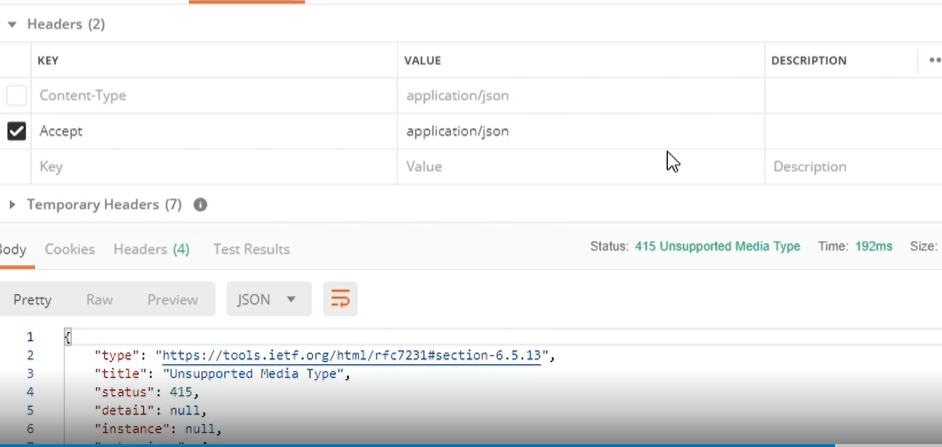 Headers (2)
KEY VALUE DESCRIPTION
Content-Type application/json
Accept application/json
Key Value Description
Temporary Headers (7) i
Body Cookies Headers (4) Test Results Status: 415 Unsupported Media Type Time: 192ms Size:
Pretty Raw Preview JSON
1 {
2 "type": "https://tools.ietf.org/html/rfc7231#section-6.5.13",
3 "title": "Unsupported Media Type",
4 "status": 415,
5 "detail": null,
6 "instance": null,